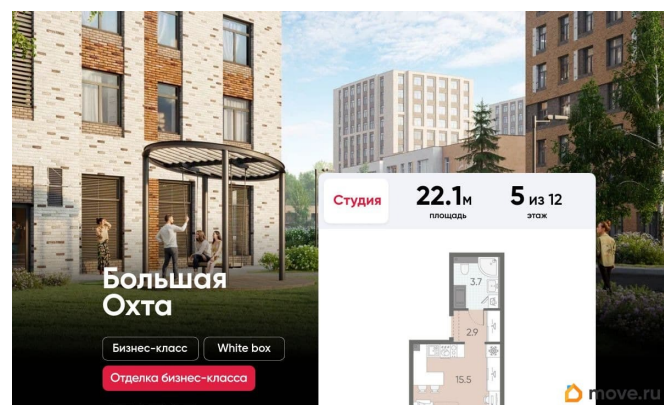 Студия
22.1м
площадь
5 из 12
этаж
Большая
Охта
Бизнес-класс
White box
Отделка бизнес-класса
3.7
2.9
15.5
move.ru